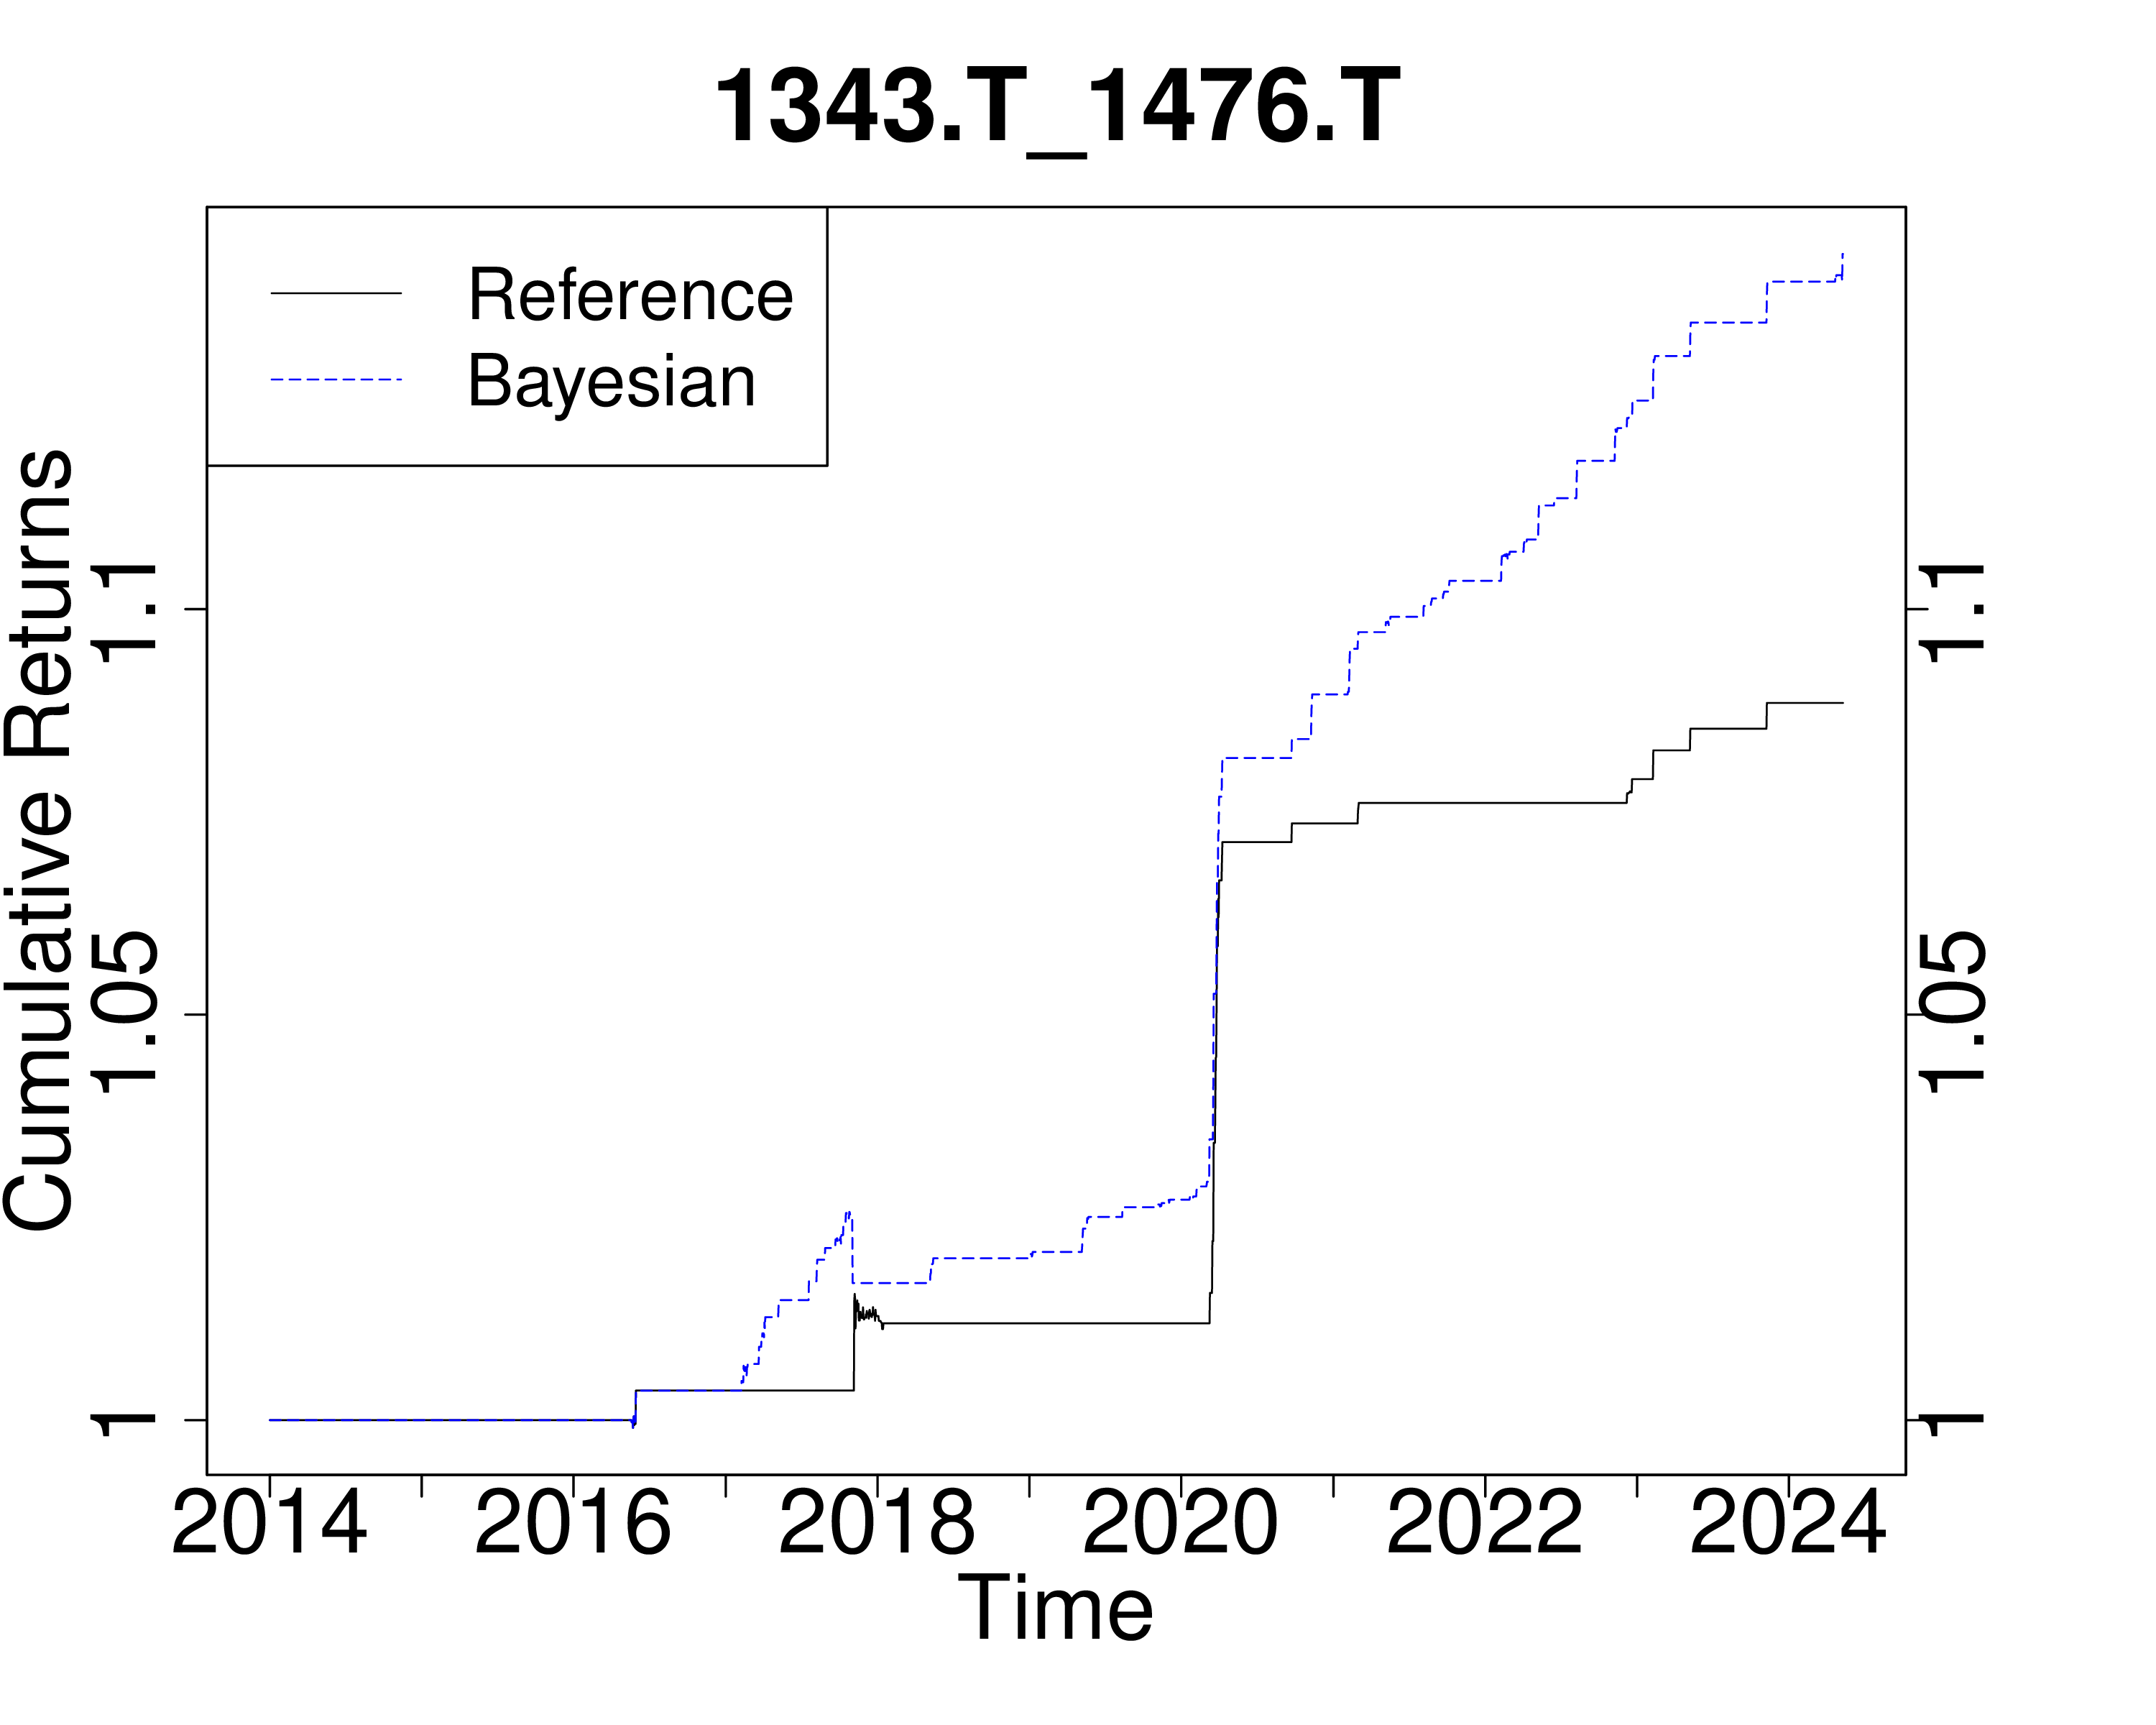 1343.T_1476.T
Reference
Bayesian
Cumulative Returns
1.1
1.05
1
1.1
1.05
1
2014 2016 2018 2020 2022 2024
Time